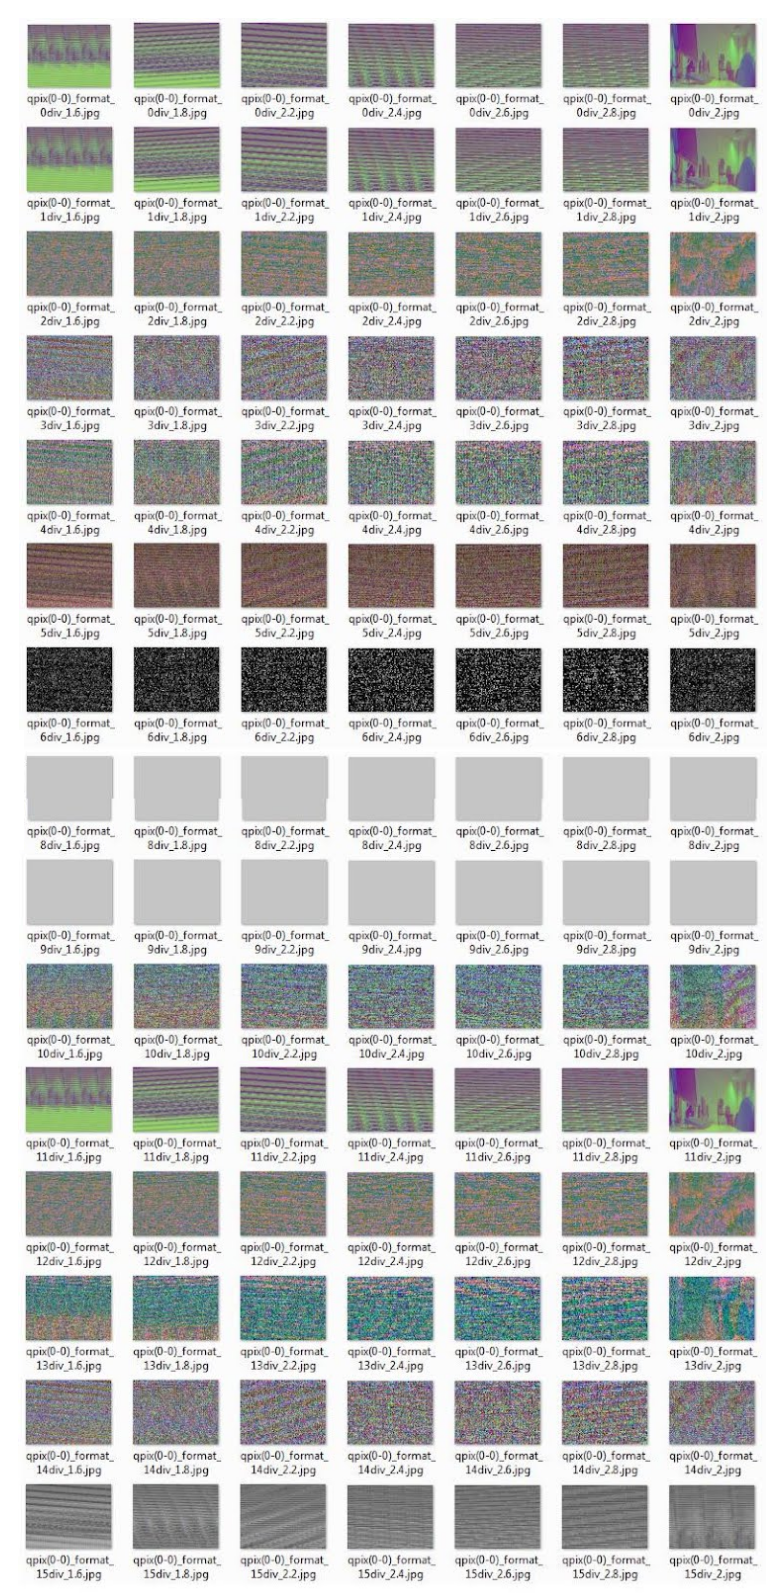 qpix(0-0)_format_ qpix(0-0)_format_ qpix(0-0)_format_ qpix(0-0)_format_ qpix(0-0)_format_ qpix(0-0)_format_ qpix(0-0)_format_
0div_1.6.jpg 0div_1.8.jpg 0div_2.2.jpg 0div_2.4.jpg 0div_2.6.jpg 0div_2.8.jpg 0div_2.jpg
qpix(0-0)_format_ qpix(0-0)_format_ qpix(0-0)_format_ qpix(0-0)_format_ qpix(0-0)_format_ qpix(0-0)_format_ qpix(0-0)_format_
1div_1.6.jpg 1div_1.8.jpg 1div_2.2.jpg 1div_2.4.jpg 1div_2.6.jpg 1div_2.8.jpg 1div_2.jpg
qpix(0-0)_format_ qpix(0-0)_format_ qpix(0-0)_format_ qpix(0-0)_format_ qpix(0-0)_format_ qpix(0-0)_format_ qpix(0-0)_format_
2div_1.6.jpg 2div_1.8.jpg 2div_2.2.jpg 2div_2.4.jpg 2div_2.6.jpg 2div_2.8.jpg 2div_2.jpg
qpix(0-0)_format_ qpix(0-0)_format_ qpix(0-0)_format_ qpix(0-0)_format_ qpix(0-0)_format_ qpix(0-0)_format_ qpix(0-0)_format_
3div_1.6.jpg 3div_1.8.jpg 3div_2.2.jpg 3div_2.4.jpg 3div_2.6.jpg 3div_2.8.jpg 3div_2.jpg
qpix(0-0)_format_ qpix(0-0)_format_ qpix(0-0)_format_ qpix(0-0)_format_ qpix(0-0)_format_ qpix(0-0)_format_ qpix(0-0)_format_
4div_1.6.jpg 4div_1.8.jpg 4div_2.2.jpg 4div_2.4.jpg 4div_2.6.jpg 4div_2.8.jpg 4div_2.jpg
qpix(0-0)_format_ qpix(0-0)_format_ qpix(0-0)_format_ qpix(0-0)_format_ qpix(0-0)_format_ qpix(0-0)_format_ qpix(0-0)_format_
5div_1.6.jpg 5div_1.8.jpg 5div_2.2.jpg 5div_2.4.jpg 5div_2.6.jpg 5div_2.8.jpg 5div_2.jpg
qpix(0-0)_format_ qpix(0-0)_format_ qpix(0-0)_format_ qpix(0-0)_format_ qpix(0-0)_format_ qpix(0-0)_format_ qpix(0-0)_format_
6div_1.6.jpg 6div_1.8.jpg 6div_2.2.jpg 6div_2.4.jpg 6div_2.6.jpg 6div_2.8.jpg 6div_2.jpg
qpix(0-0)_format_ qpix(0-0)_format_ qpix(0-0)_format_ qpix(0-0)_format_ qpix(0-0)_format_ qpix(0-0)_format_ qpix(0-0)_format_
8div_1.6.jpg 8div_1.8.jpg 8div_2.2.jpg 8div_2.4.jpg 8div_2.6.jpg 8div_2.8.jpg 8div_2.jpg
qpix(0-0)_format_ qpix(0-0)_format_ qpix(0-0)_format_ qpix(0-0)_format_ qpix(0-0)_format_ qpix(0-0)_format_ qpix(0-0)_format_
9div_1.6.jpg 9div_1.8.jpg 9div_2.2.jpg 9div_2.4.jpg 9div_2.6.jpg 9div_2.8.jpg 9div_2.jpg
qpix(0-0)_format_ qpix(0-0)_format_ qpix(0-0)_format_ qpix(0-0)_format_ qpix(0-0)_format_ qpix(0-0)_format_ qpix(0-0)_format_
10div_1.6.jpg 10div_1.8.jpg 10div_2.2.jpg 10div_2.4.jpg 10div_2.6.jpg 10div_2.8.jpg 10div_2.jpg
qpix(0-0)_format_ qpix(0-0)_format_ qpix(0-0)_format_ qpix(0-0)_format_ qpix(0-0)_format_ qpix(0-0)_format_ qpix(0-0)_format_
11div_1.6.jpg 11div_1.8.jpg 11div_2.2.jpg 11div_2.4.jpg 11div_2.6.jpg 11div_2.8.jpg 11div_2.jpg
qpix(0-0)_format_ qpix(0-0)_format_ qpix(0-0)_format_ qpix(0-0)_format_ qpix(0-0)_format_ qpix(0-0)_format_ qpix(0-0)_format_
12div_1.6.jpg 12div_1.8.jpg 12div_2.2.jpg 12div_2.4.jpg 12div_2.6.jpg 12div_2.8.jpg 12div_2.jpg
qpix(0-0)_format_ qpix(0-0)_format_ qpix(0-0)_format_ qpix(0-0)_format_ qpix(0-0)_format_ qpix(0-0)_format_ qpix(0-0)_format_
13div_1.6.jpg 13div_1.8.jpg 13div_2.2.jpg 13div_2.4.jpg 13div_2.6.jpg 13div_2.8.jpg 13div_2.jpg
qpix(0-0)_format_ qpix(0-0)_format_ qpix(0-0)_format_ qpix(0-0)_format_ qpix(0-0)_format_ qpix(0-0)_format_ qpix(0-0)_format_
14div_1.6.jpg 14div_1.8.jpg 14div_2.2.jpg 14div_2.4.jpg 14div_2.6.jpg 14div_2.8.jpg 14div_2.jpg
qpix(0-0)_format_ qpix(0-0)_format_ qpix(0-0)_format_ qpix(0-0)_format_ qpix(0-0)_format_ qpix(0-0)_format_ qpix(0-0)_format_
15div_1.6.jpg 15div_1.8.jpg 15div_2.2.jpg 15div_2.4.jpg 15div_2.6.jpg 15div_2.8.jpg 15div_2.jpg